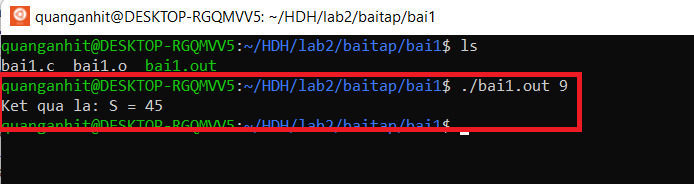 quanganhit@DESKTOP-RGQMVV5: ~/HDH/lab2/baitap/bai1
quanganhit@DESKTOP-RGQMVV5:~/HDH/lab2/baitap/bai1$ ls
bai1.c  bai1.o  bai1.out
quanganhit@DESKTOP-RGQMVV5:~/HDH/lab2/baitap/bai1$ ./bai1.out 9
Ket qua la: S = 45
quanganhit@DESKTOP-RGQMVV5:~/HDH/lab2/baitap/bai1$